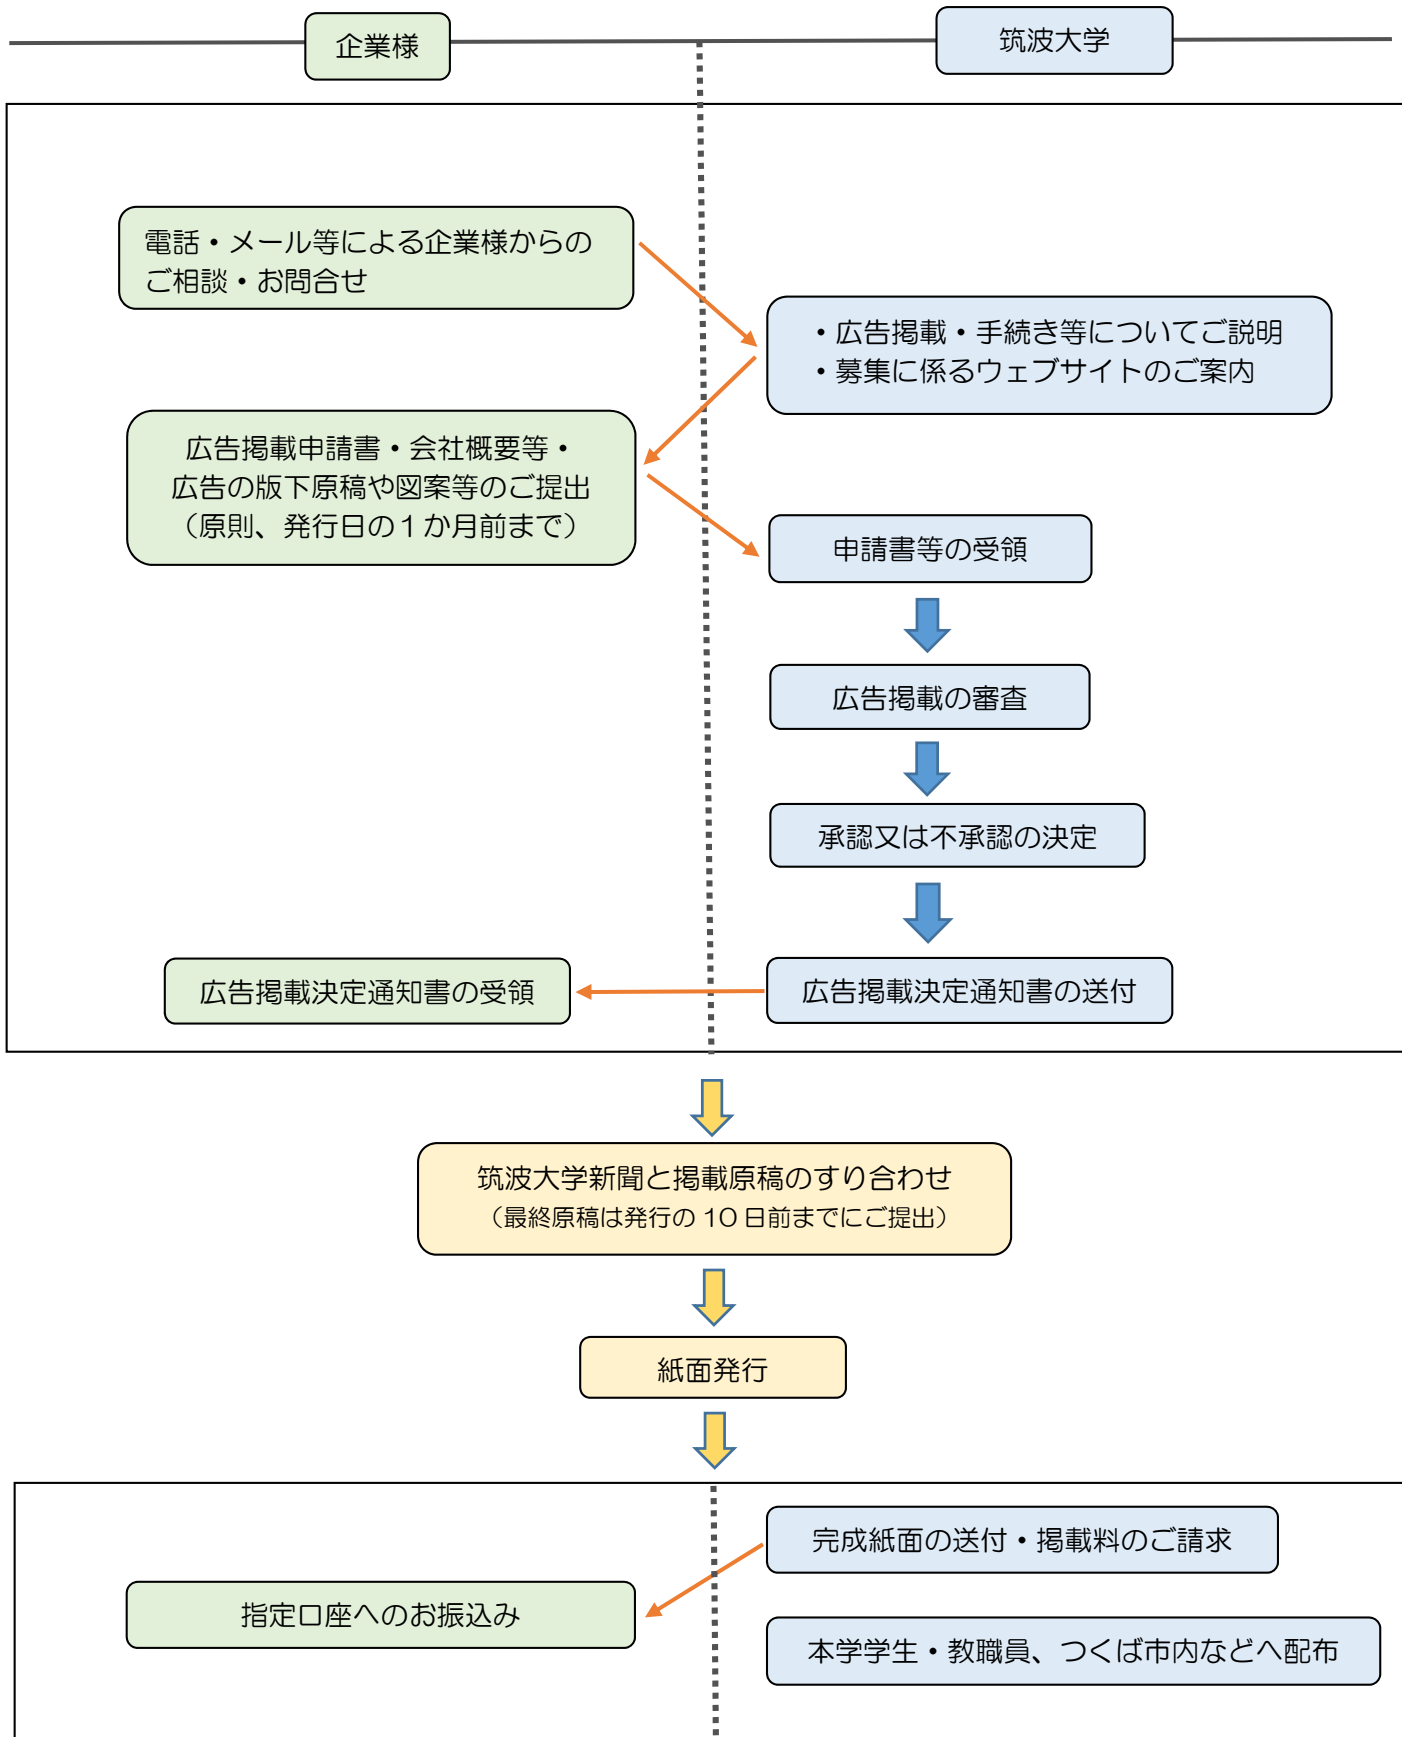 企業様
筑波大学
電話・メール等による企業様からの
ご相談・お問合せ
・広告掲載・手続き等についてご説明
・募集に係るウェブサイトのご案内
広告掲載申請書・会社概要等・
広告の版下原稿や図案等のご提出
（原則、発行日の１か月前まで）
申請書等の受領
広告掲載の審査
承認又は不承認の決定
広告掲載決定通知書の受領
広告掲載決定通知書の送付
筑波大学新聞と掲載原稿のすり合わせ
（最終原稿は発行の 10 日前までにご提出）
紙面発行
完成紙面の送付・掲載料のご請求
指定口座へのお振込み
本学学生・教職員、つくば市内などへ配布